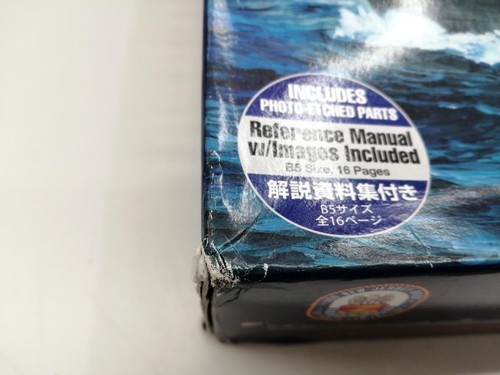 INCLUDES
PHOTO-ETCHED PARTS
Reference Manual
w/Images Included
B5 Size, 16 Pages
解説資料集付き
B5サイズ
全16ページ